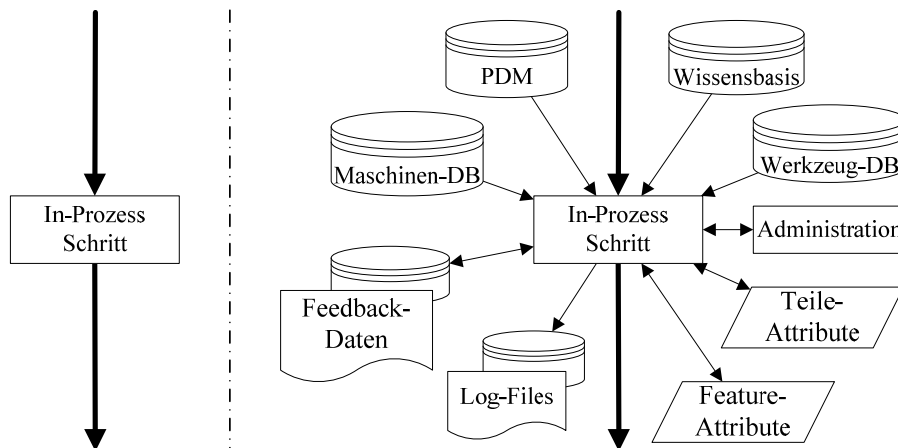 In-Prozess
Schritt
PDM
Wissensbasis
Maschinen-DB
Werkzeug-DB
In-Prozess
Schritt
Administration
Feedback-
Daten
Teile-
Attribute
Log-Files
Feature-
Attribute